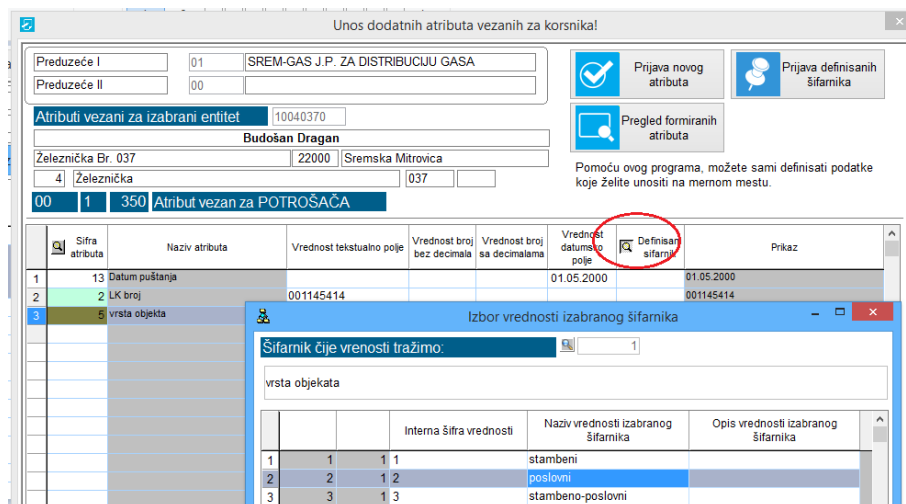 Unos dodatnih atributa vezanih za korsnika!
Preduzeće I 01 SREM-GAS J.P. ZA DISTRIBUCIJU GASA
Preduzeće II 00
Prijava novog atributa
Prijava definisanih šifarnika
Atributi vezani za izabrani entitet 10040370
Pregled formiranih atributa
Budošan Dragan
Železnička Br. 037 22000 Sremska Mitrovica
4 Železnička 037
Pomoću ovog programa, možete sami definisati podatke
koje želite unositi na mernom mestu.
00 1 350 Atribut vezan za POTROŠAČA
Sifra atributa Naziv atributa Vrednost tekstualno polje Vrednost broj bez decimala Vrednost broj sa decimalama Vrednost datumsko polje Definisan sifarnik Prikaz
1 13 Datum puštanja 01.05.2000 01.05.2000
2 2 LK broj 001145414 001145414
3 5 vrsta objekta
Izbor vrednosti izabranog šifarnika
Šifarnik čije vrenosti tražimo: 1
vrsta objekata
Interna šifra vrednosti Naziv vrednosti izabranog šifarnika Opis vrednosti izabranog šifarnika
1 1 1 1 stambeni
2 2 1 2 poslovni
3 3 1 3 stambeno-poslovni